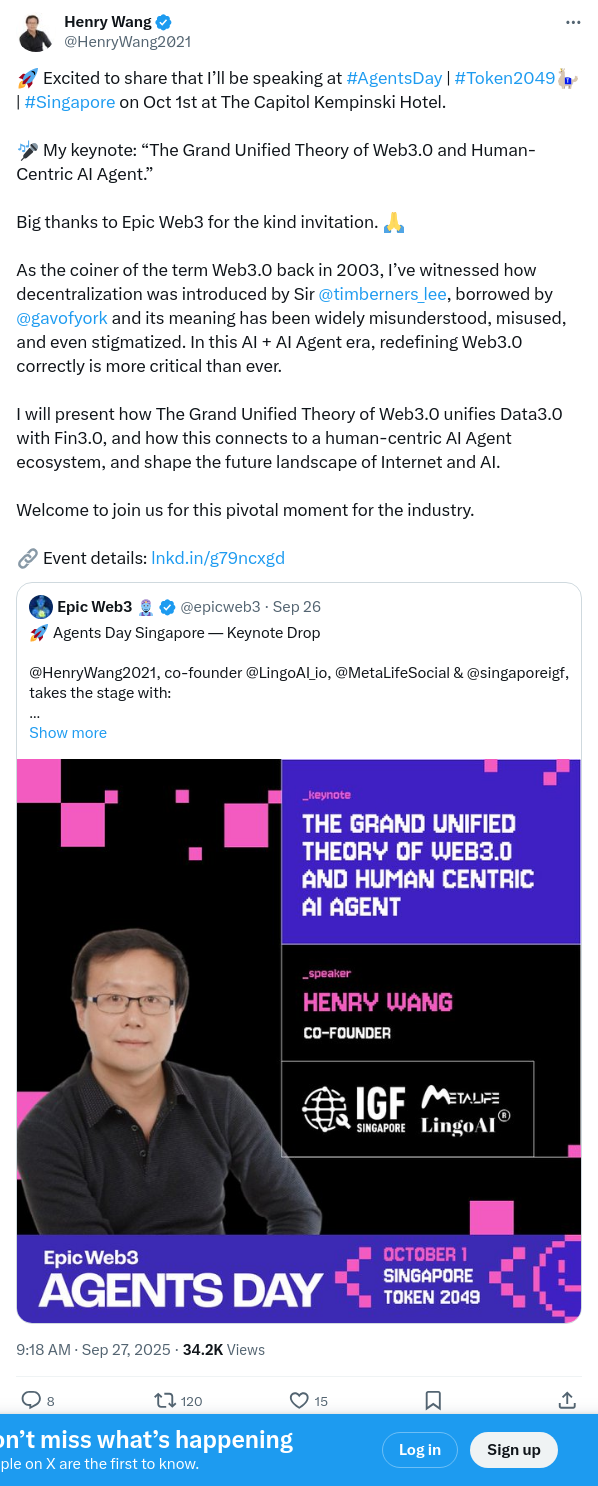 Henry Wang
@HenryWang2021
🚀 Excited to share that I’ll be speaking at #AgentsDay | #Token2049
| #Singapore on Oct 1st at The Capitol Kempinski Hotel.
🎤 My keynote: “The Grand Unified Theory of Web3.0 and Human-
Centric AI Agent.”
Big thanks to Epic Web3 for the kind invitation. 🙏
As the coiner of the term Web3.0 back in 2003, I’ve witnessed how
decentralization was introduced by Sir @timberners_lee, borrowed by
@gavofyork and its meaning has been widely misunderstood, misused,
and even stigmatized. In this AI + AI Agent era, redefining Web3.0
correctly is more critical than ever.
I will present how The Grand Unified Theory of Web3.0 unifies Data3.0
with Fin3.0, and how this connects to a human-centric AI Agent
ecosystem, and shape the future landscape of Internet and AI.
Welcome to join us for this pivotal moment for the industry.
🔗 Event details: lnkd.in/g79ncxgd
Epic Web3 @epicweb3 · Sep 26
🚀 Agents Day Singapore — Keynote Drop
@HenryWang2021, co-founder @LingoAI_io, @MetaLifeSocial & @singaporeigf,
takes the stage with:
...
Show more
_keynote
THE GRAND UNIFIED
THEORY OF WEB3.0
AND HUMAN CENTRIC
AI AGENT
_speaker
HENRY WANG
CO-FOUNDER
IGF
SINGAPORE
METALIFE
LingoAI®
Epic Web3
AGENTS DAY
OCTOBER 1
SINGAPORE
TOKEN 2049
9:18 AM · Sep 27, 2025 · 34.2K Views
8 120 15
on’t miss what’s happening
ple on X are the first to know.
Log in
Sign up